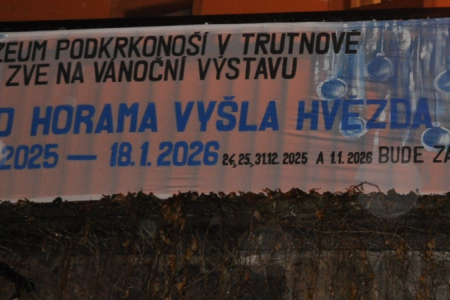 ZEUM PODKRKONOŠÍ V TRUTNOVĚ
ZVE NA VÁNOČNÍ VÝSTAVU
D HORAMA VYŠLA HVĚZDA
.2025 — 18.1. 2026 24, 25, 31.12. 2025 A 1.1. 2026 BUDE ZA